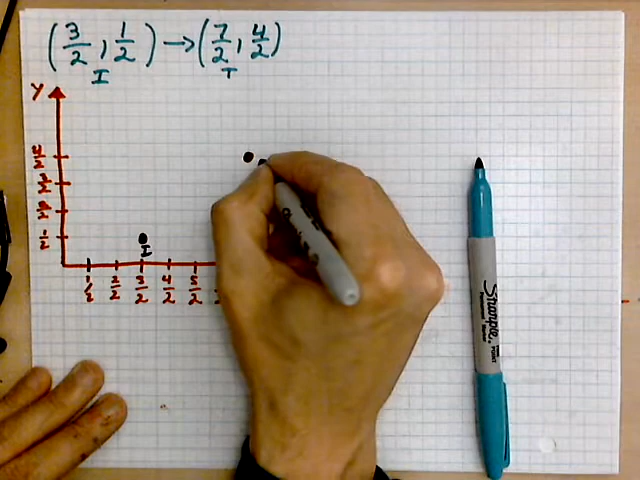 (3/2, 1/2) → (7/2, 4/2)
I T
Y
4/2
3/2
2/2
1/2
I
1/2 2/2 3/2 4/2 5/2
Sharpie